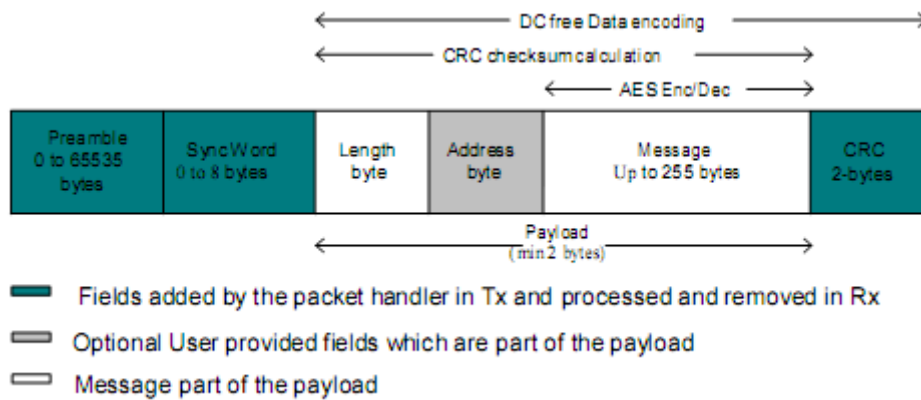 DC free Data encoding
CRC checksum calculation
AES Enc/Dec
Preamble
0 to 65535
bytes
Sync Word
0 to 8 bytes
Length
byte
Address
byte
Message
Up to 255 bytes
CRC
2-bytes
Payload
(min 2 bytes)
Fields added by the packet handler in Tx and processed and removed in Rx
Optional User provided fields which are part of the payload
Message part of the payload